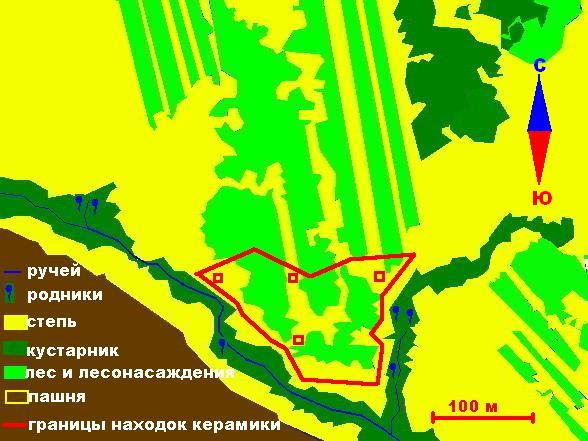 С
Ю
ручей
родники
степь
кустарник
лес и лесонасаждения
пашня
границы находок керамики
100 м